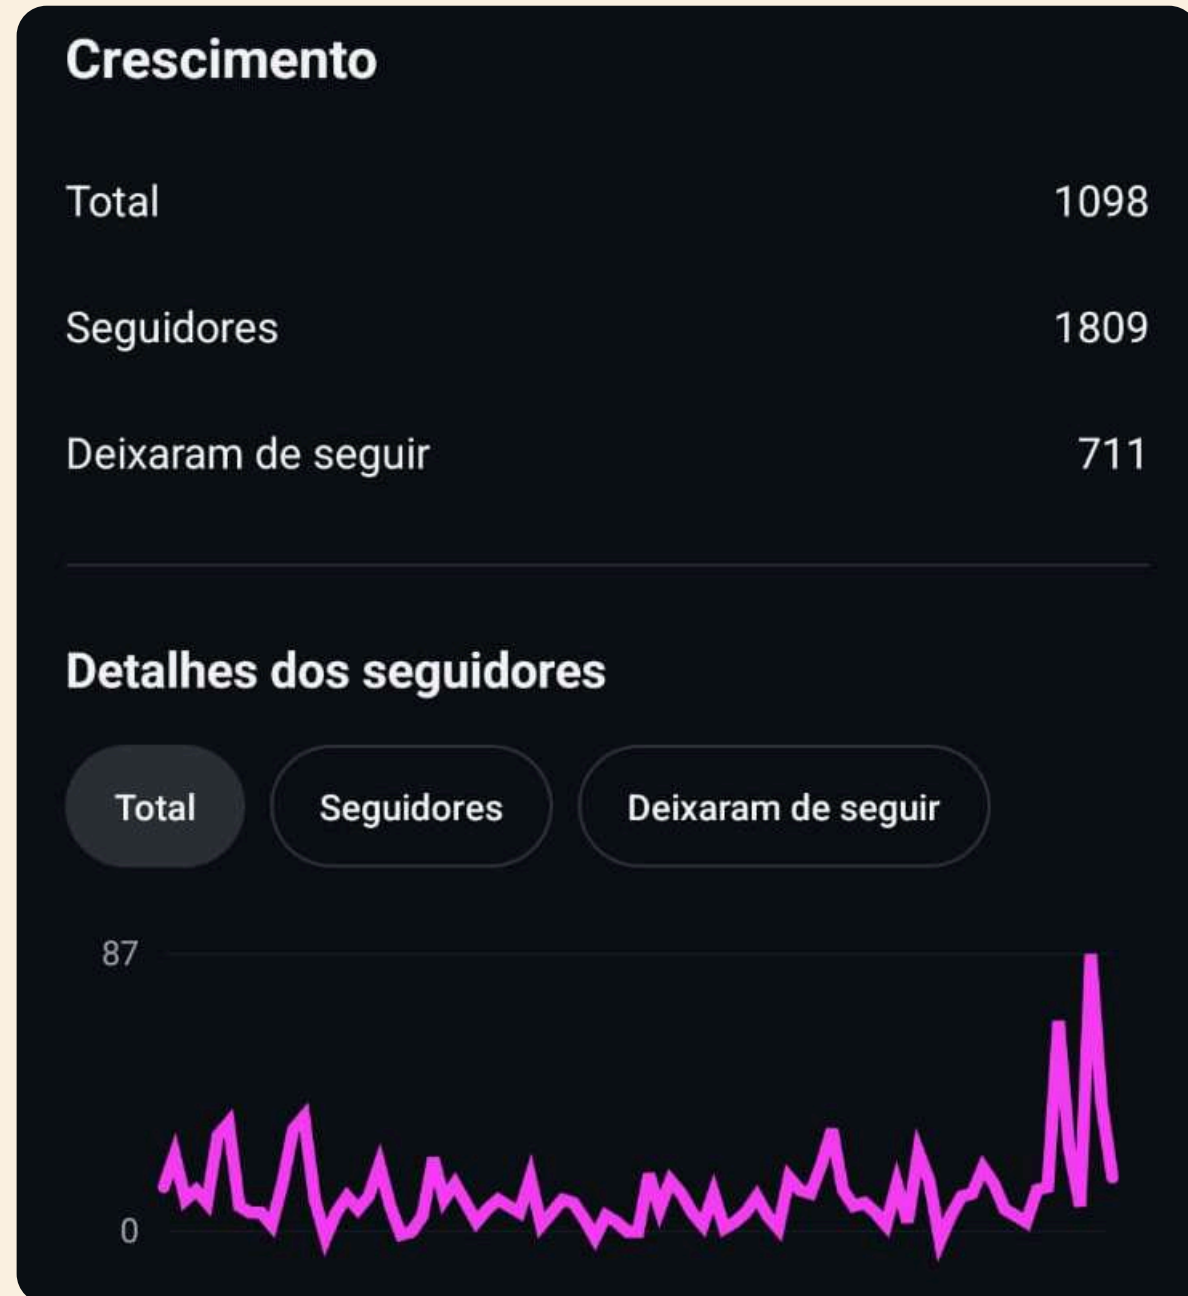 Crescimento
Total 1098
Seguidores 1809
Deixaram de seguir 711
Detalhes dos seguidores
Total Seguidores Deixaram de seguir
87
0